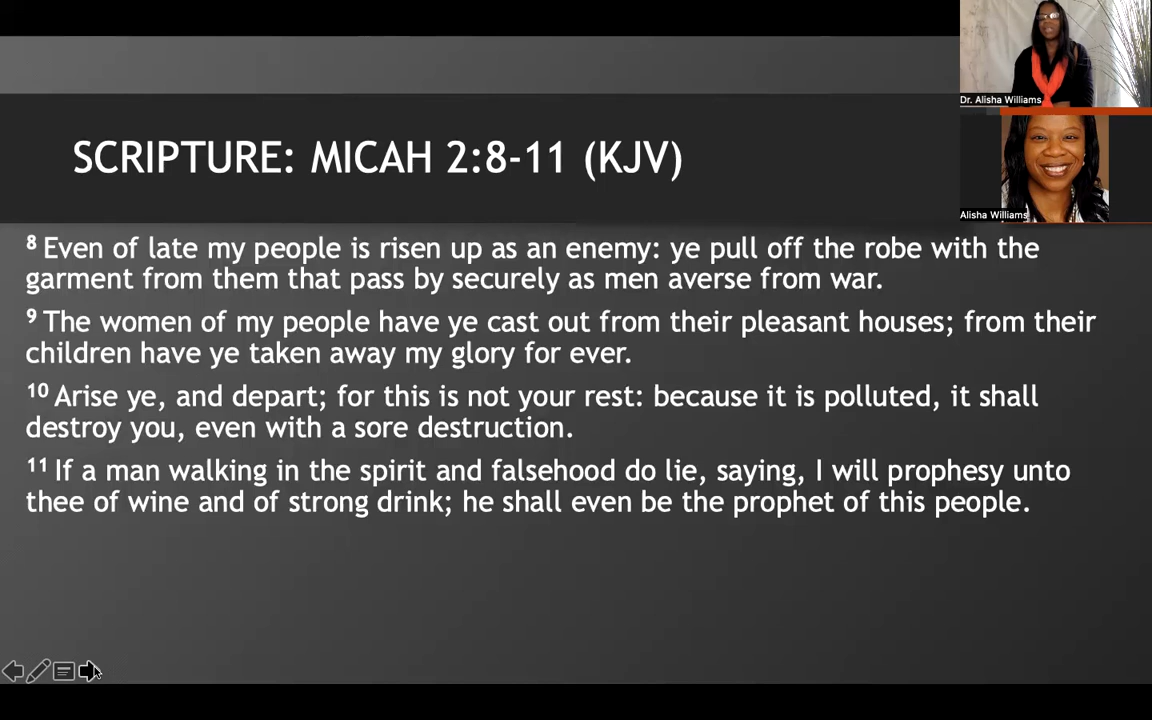 SCRIPTURE: MICAH 2:8-11 (KJV)
Dr. Alisha Williams
Alisha Williams
8 Even of late my people is risen up as an enemy: ye pull off the robe with the
garment from them that pass by securely as men averse from war.
9 The women of my people have ye cast out from their pleasant houses; from their
children have ye taken away my glory for ever.
10 Arise ye, and depart; for this is not your rest: because it is polluted, it shall
destroy you, even with a sore destruction.
11 If a man walking in the spirit and falsehood do lie, saying, I will prophesy unto
thee of wine and of strong drink; he shall even be the prophet of this people.